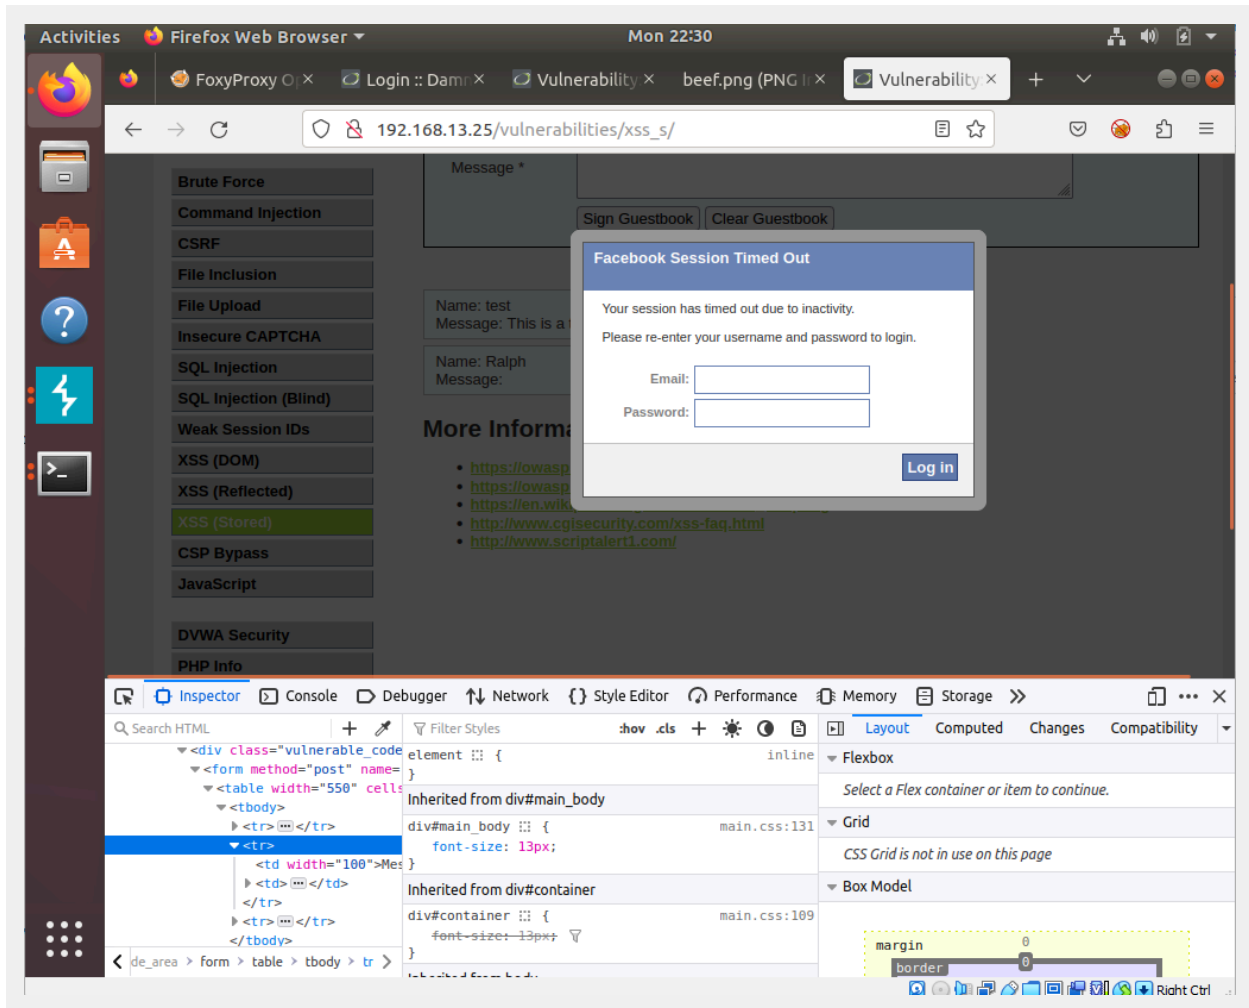 Activities Firefox Web Browser Mon 22:30
FoxyProxy Op Login :: Damn Vulnerability: beef.png (PNG I Vulnerability:
192.168.13.25/vulnerabilities/xss_s/
Message *
Sign Guestbook Clear Guestbook
Brute Force
Command Injection
CSRF
File Inclusion
File Upload
Insecure CAPTCHA
SQL Injection
SQL Injection (Blind)
Weak Session IDs
XSS (DOM)
XSS (Reflected)
XSS (Stored)
CSP Bypass
JavaScript
DVWA Security
PHP Info
Name: test
Message: This is a
Name: Ralph
Message:
More Informa
https://owasp
https://owasp
https://en.wik
http://www.cgisecurity.com/xss-faq.html
http://www.scriptalert1.com/
Facebook Session Timed Out
Your session has timed out due to inactivity.
Please re-enter your username and password to login.
Email:
Password:
Log in
Inspector Console Debugger Network {} Style Editor Performance Memory Storage
Search HTML
<div class="vulnerable_code
<form method="post" name=
<table width="550" cells
<tbody>
<tr> </tr>
<tr>
<td width="100">Mes
<td> </td>
</tr>
<tr> </tr>
</tbody>
de_area > form > table > tbody > tr
Filter Styles :hov .cls
element { inline
}
Inherited from div#main_body
div#main_body { main.css:131
font-size: 13px;
}
Inherited from div#container
div#container { main.css:109
font-size: 13px;
}
Inherited from body
Layout Computed Changes Compatibility
Flexbox
Select a Flex container or item to continue.
Grid
CSS Grid is not in use on this page
Box Model
margin 0
border 0
Right Ctrl